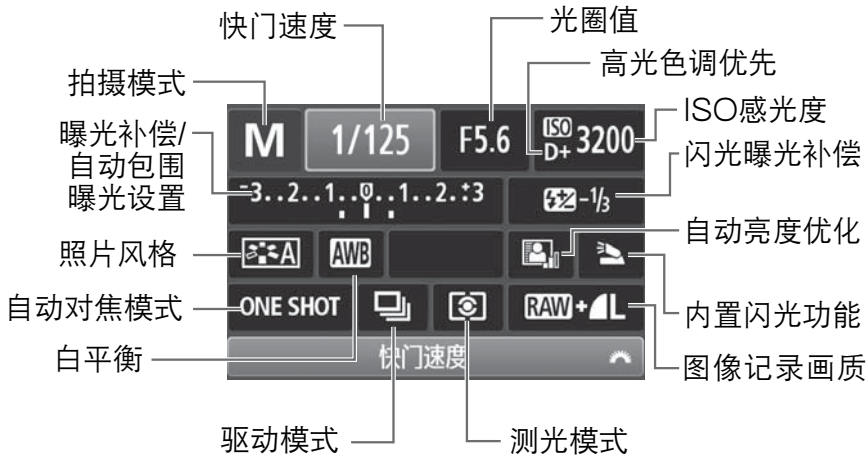 快门速度
光圈值
高光色调优先
拍摄模式
ISO感光度
曝光补偿/
自动包围
曝光设置
闪光曝光补偿
照片风格
自动亮度优化
自动对焦模式
内置闪光功能
白平衡
图像记录画质
驱动模式
测光模式
M 1/125 F5.6 ISO D+ 3200
-3..2..1..0..1..2.:+3 -1/3
A AWB
ONE SHOT RAW+L
快门速度